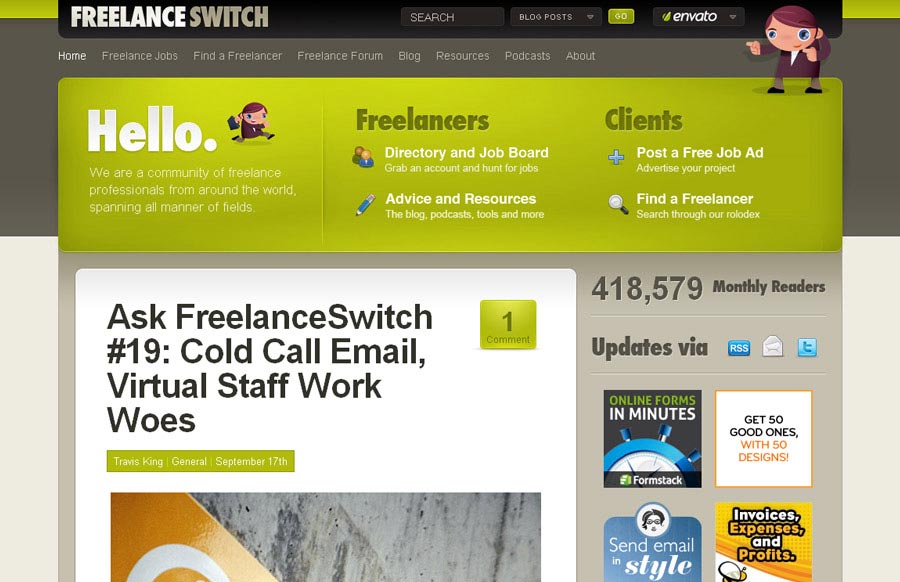 FREELANCE SWITCH
SEARCH
BLOG POSTS
GO
envato
Home Freelance Jobs Find a Freelancer Freelance Forum Blog Resources Podcasts About
Hello.
We are a community of freelance
professionals from around the world,
spanning all manner of fields.
Freelancers
Directory and Job Board
Grab an account and hunt for jobs
Advice and Resources
The blog, podcasts, tools and more
Clients
Post a Free Job Ad
Advertise your project
Find a Freelancer
Search through our rolodex
Ask FreelanceSwitch
#19: Cold Call Email,
Virtual Staff Work
Woes
1
Comment
Travis King | General | September 17th
418,579 Monthly Readers
Updates via
RSS
ONLINE FORMS
IN MINUTES
Formstack
GET 50
GOOD ONES,
WITH 50
DESIGNS!
Send email
in style
Invoices,
Expenses,
and
Profits.